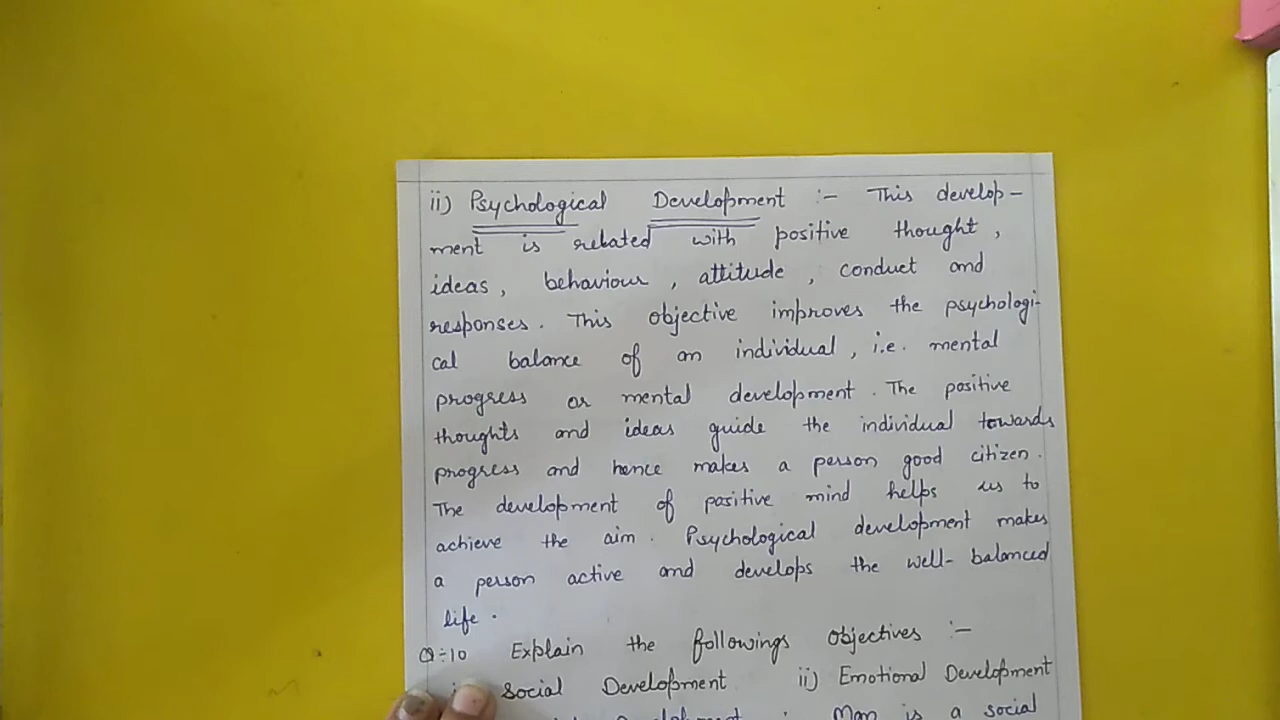 ii) Psychological Development :- This develop-
ment is related with positive thought,
ideas, behaviour, attitude, conduct and
responses. This objective improves the psychologi-
cal balance of an individual, i.e. mental
progress or mental development. The positive
thoughts and ideas guide the individual towards
progress and hence makes a person good citizen.
The development of positive mind helps us to
achieve the aim. Psychological development makes
a person active and develops the well-balanced
life.
Q÷10 Explain the followings objectives :-
Social Development ii) Emotional Development
Development : Man is a social